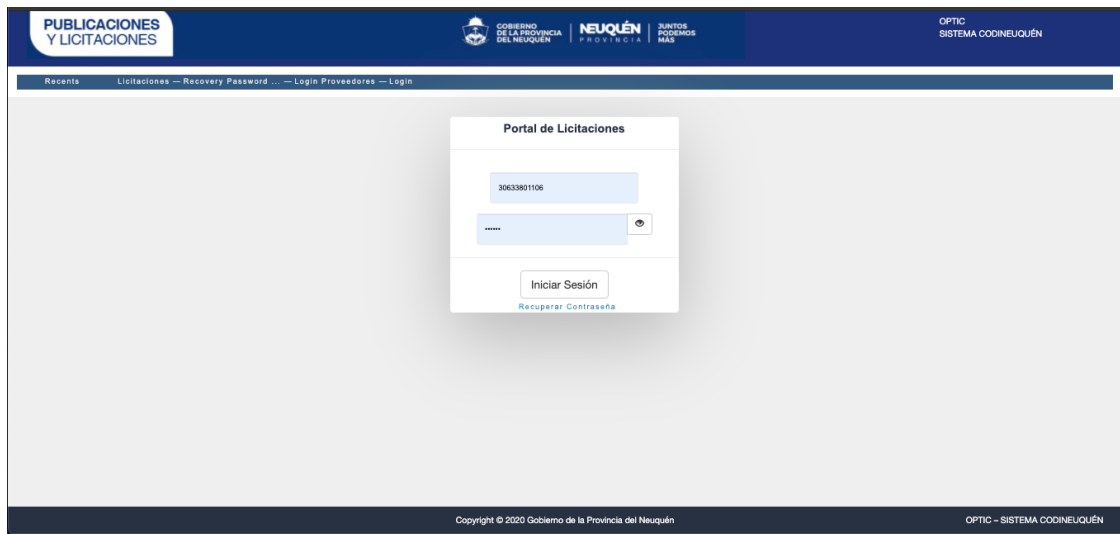 PUBLICACIONES
Y LICITACIONES
GOBIERNO
DE LA PROVINCIA
DEL NEUQUÉN
NEUQUÉN
PROVINCIA
JUNTOS
PODEMOS
MÁS
OPTIC
SISTEMA CODINEUQUÉN
Recents Licitaciones — Recovery Password ... — Login Proveedores — Login
Portal de Licitaciones
30633801106
••••••
Iniciar Sesión
Recuperar Contraseña
Copyright © 2020 Gobierno de la Provincia del Neuquén
OPTIC – SISTEMA CODINEUQUÉN